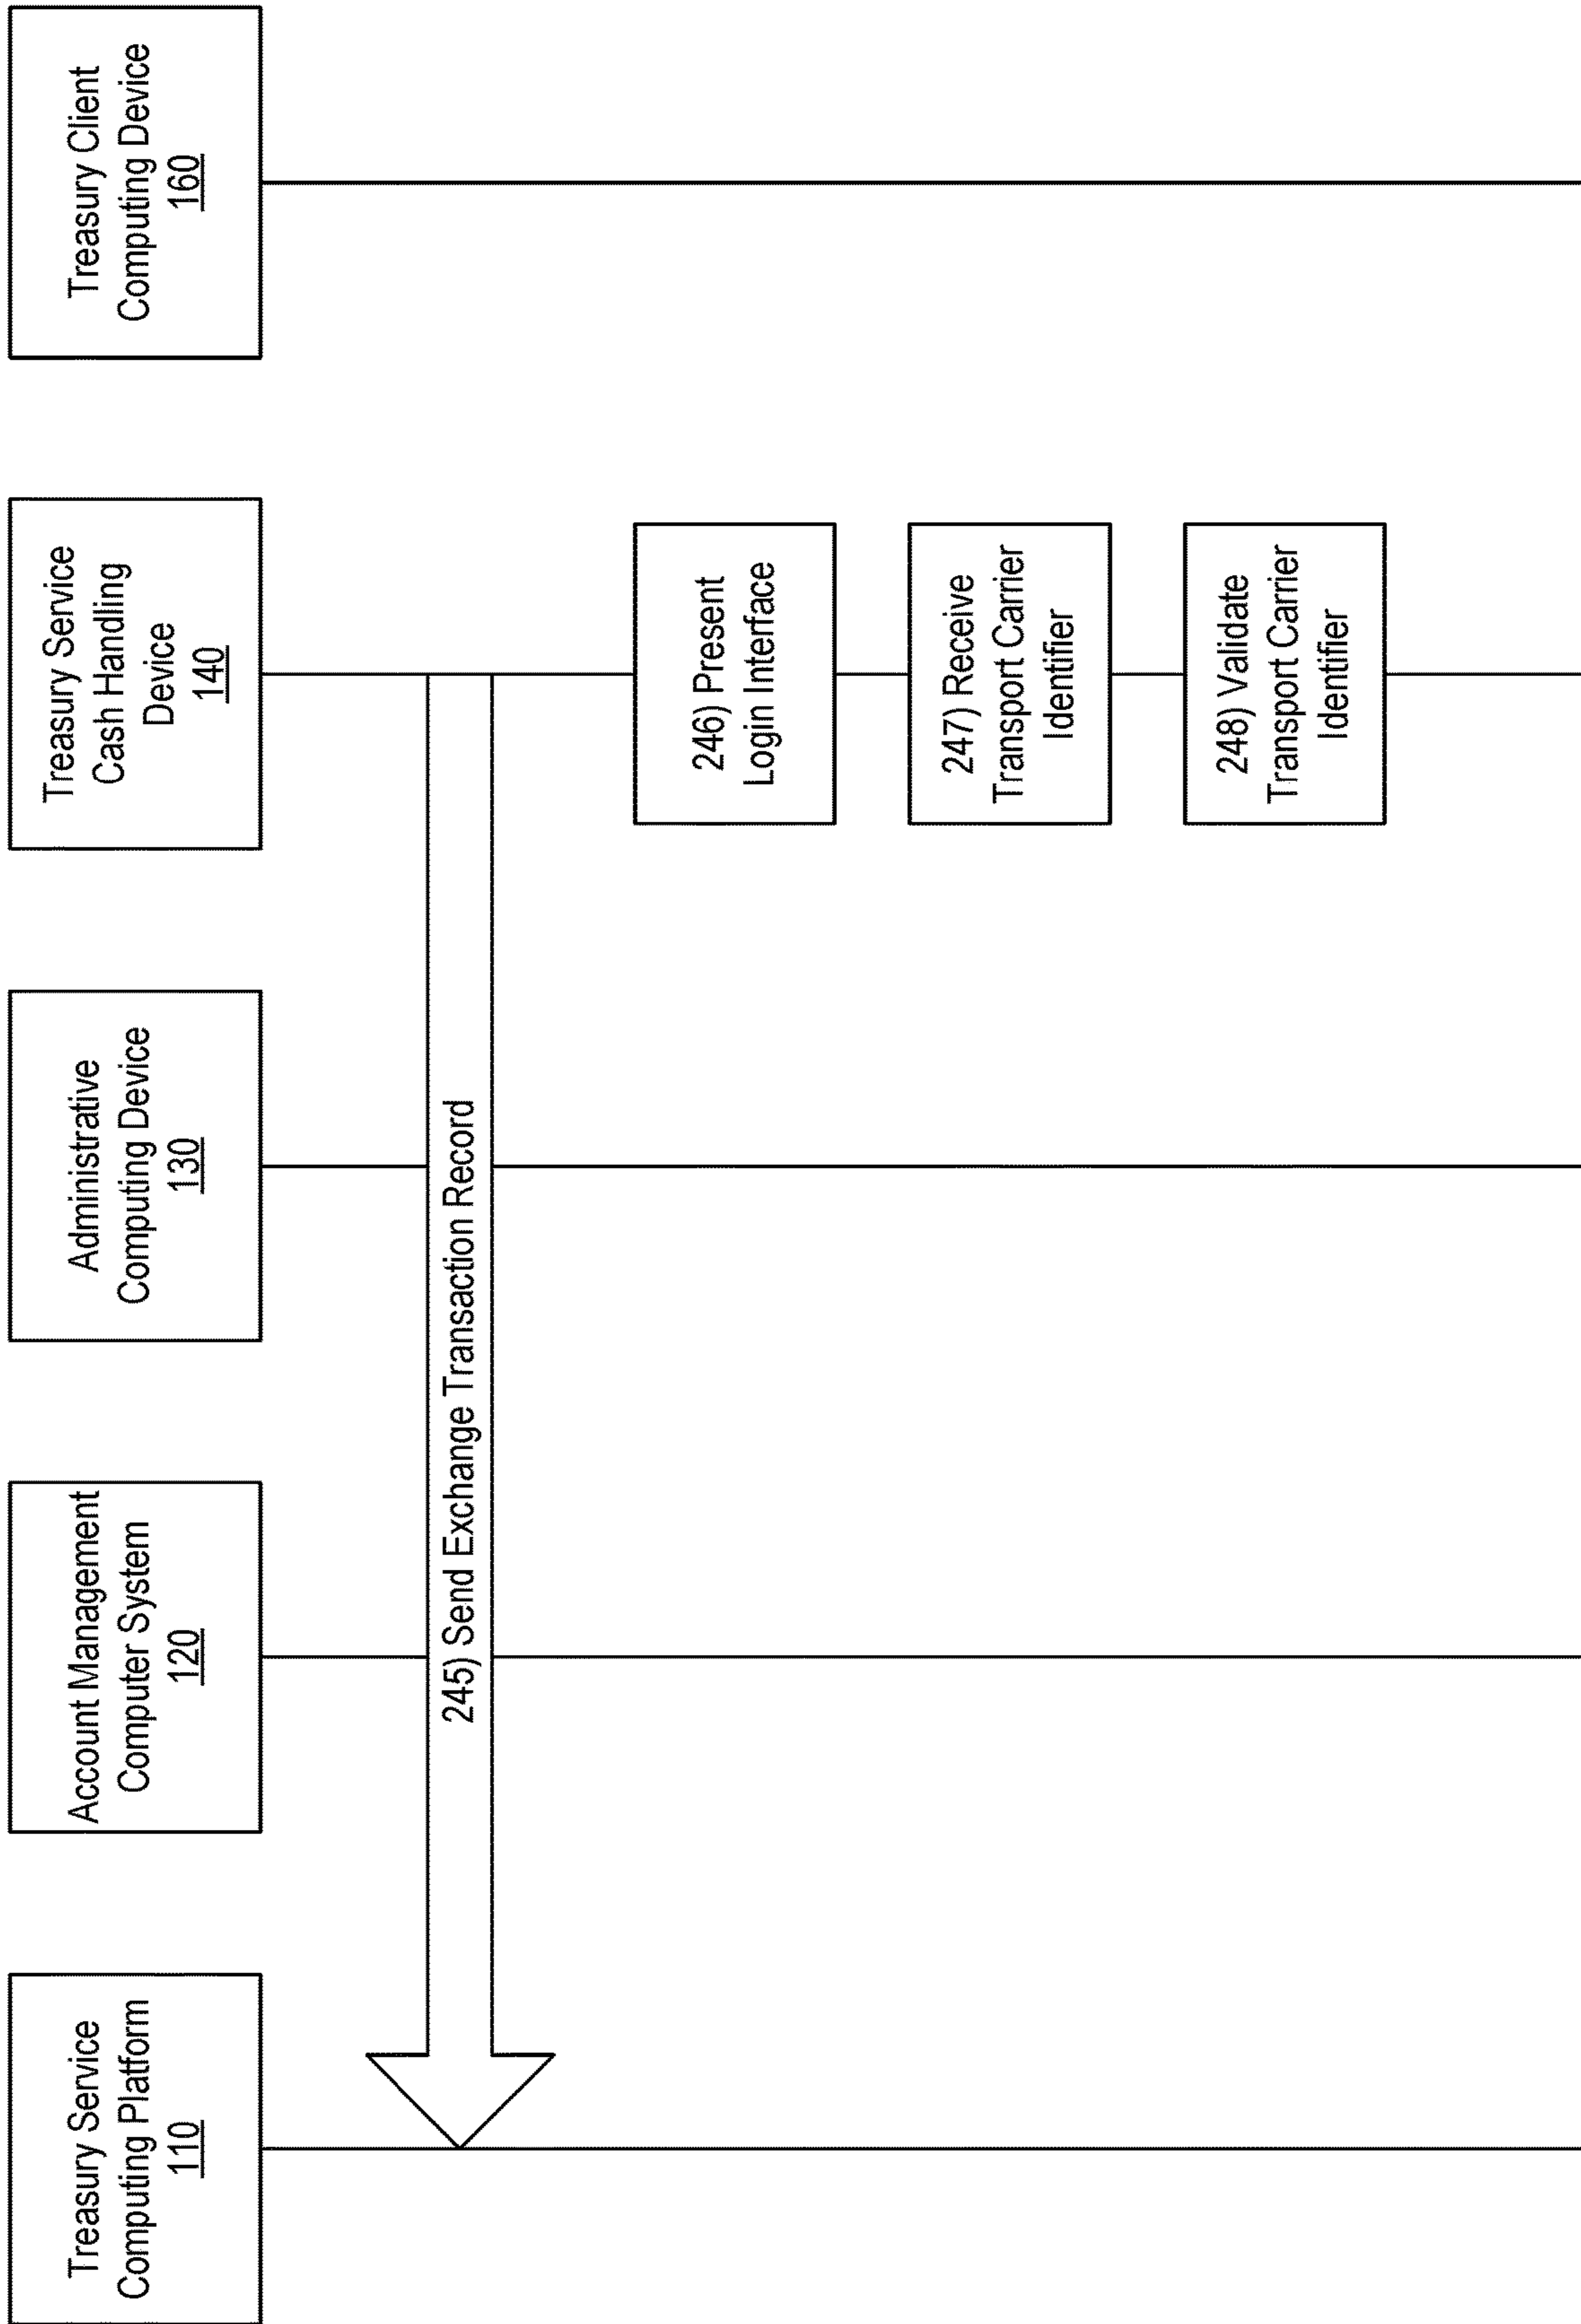 Treasury Service
Computing Platform
110
Account Management
Computer System
120
Administrative
Computing Device
130
Treasury Service
Cash Handling
Device
140
Treasury Client
Computing Device
160
245) Send Exchange Transaction Record
246) Present
Login Interface
247) Receive
Transport Carrier
Identifier
248) Validate
Transport Carrier
Identifier